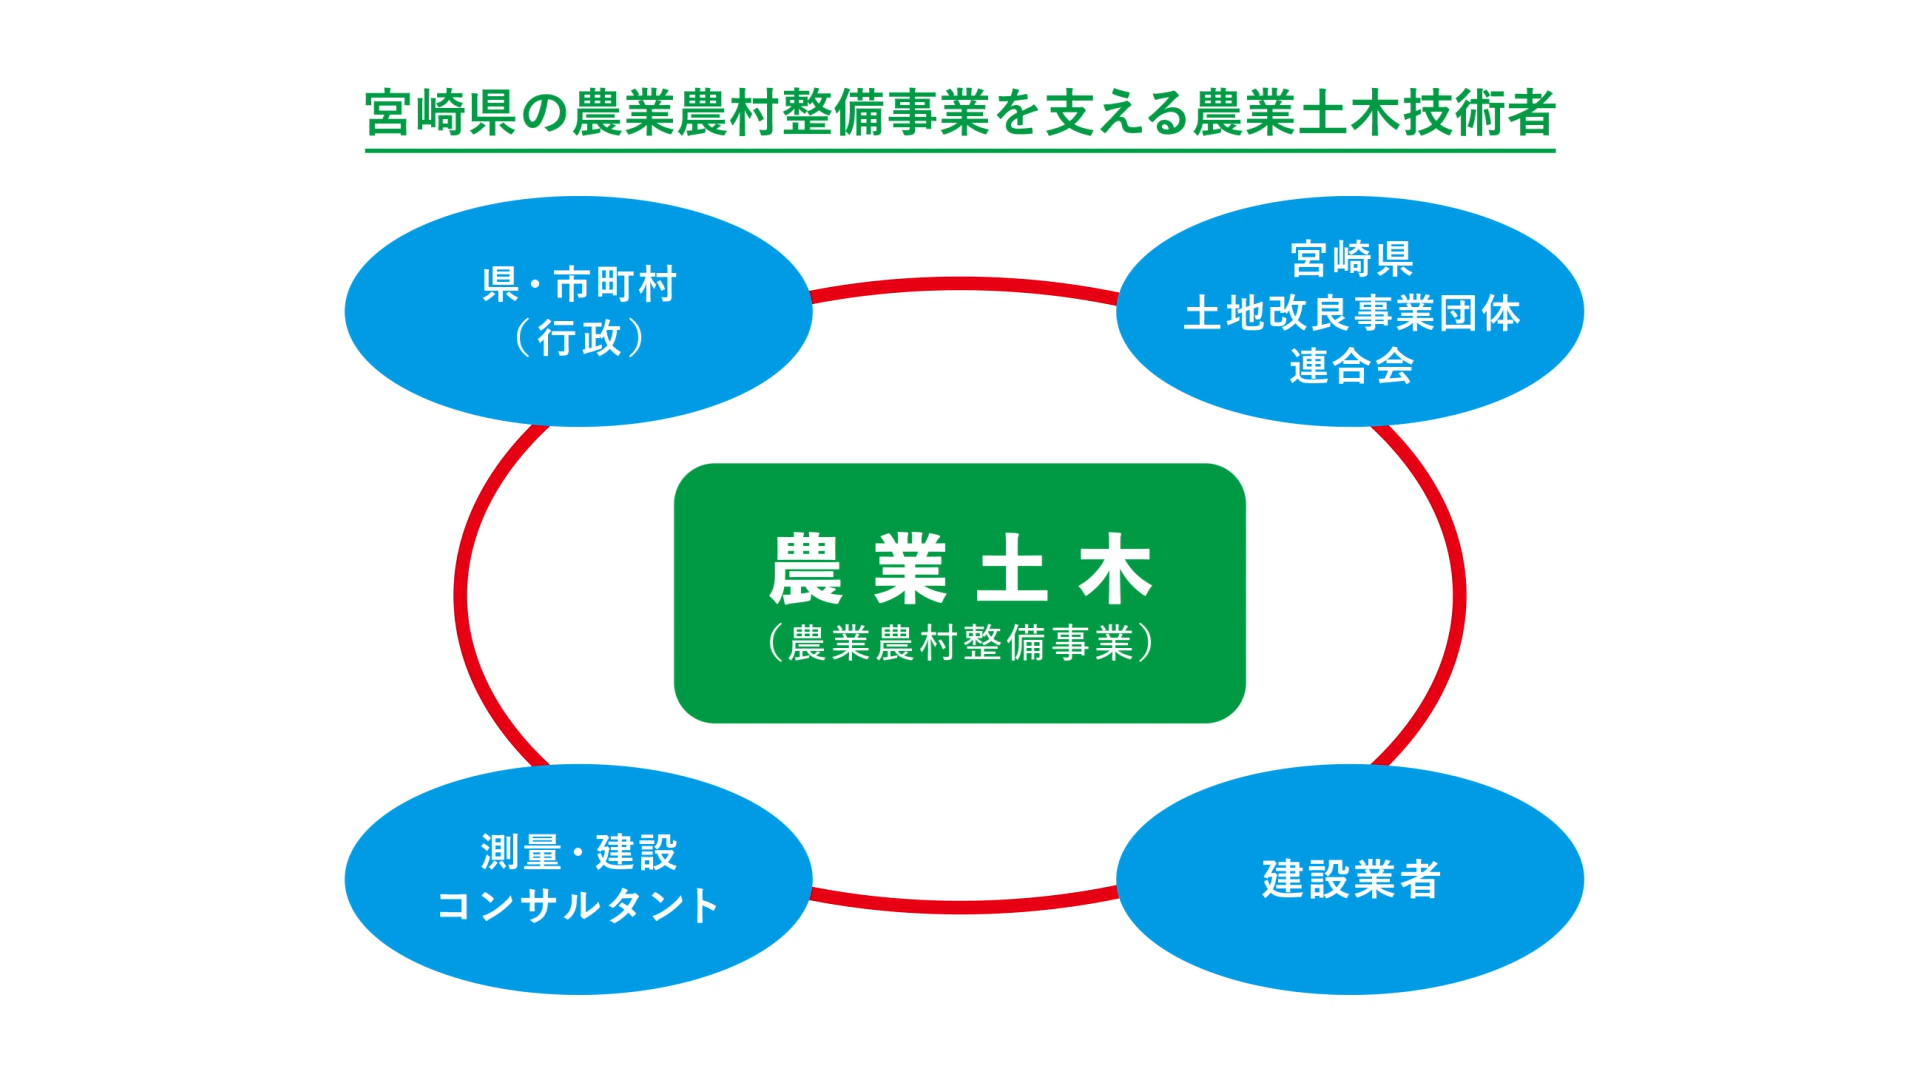 宮崎県の農業農村整備事業を支える農業土木技術者
県・市町村
（行政）
宮崎県
土地改良事業団体
連合会
農業土木
（農業農村整備事業）
測量・建設
コンサルタント
建設業者